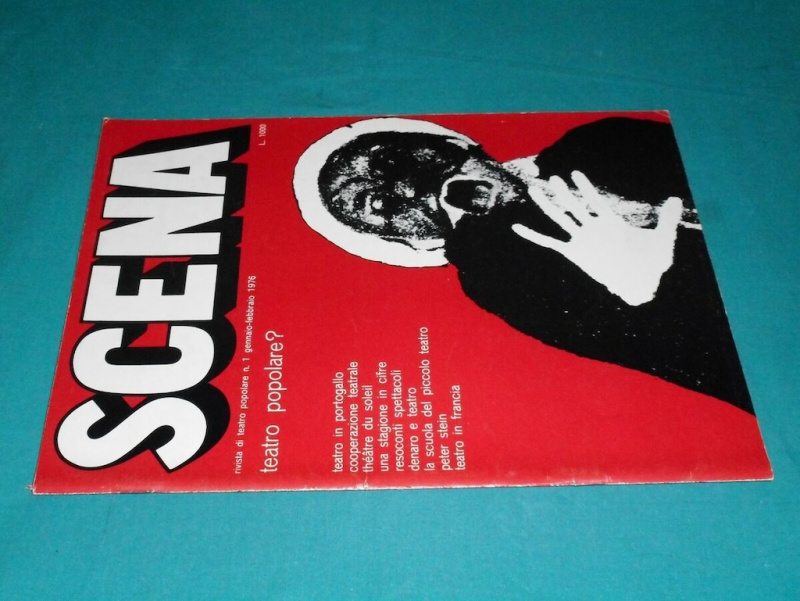 SCENA
rivista di teatro popolare n. 1 gennaio-febbraio 1976
L. 1000
teatro popolare?
teatro in portogallo
cooperazione teatrale
théâtre du soleil
una stagione in cifre
resoconti spettacoli
denaro e teatro
la scuola del piccolo teatro
peter stein
teatro in francia